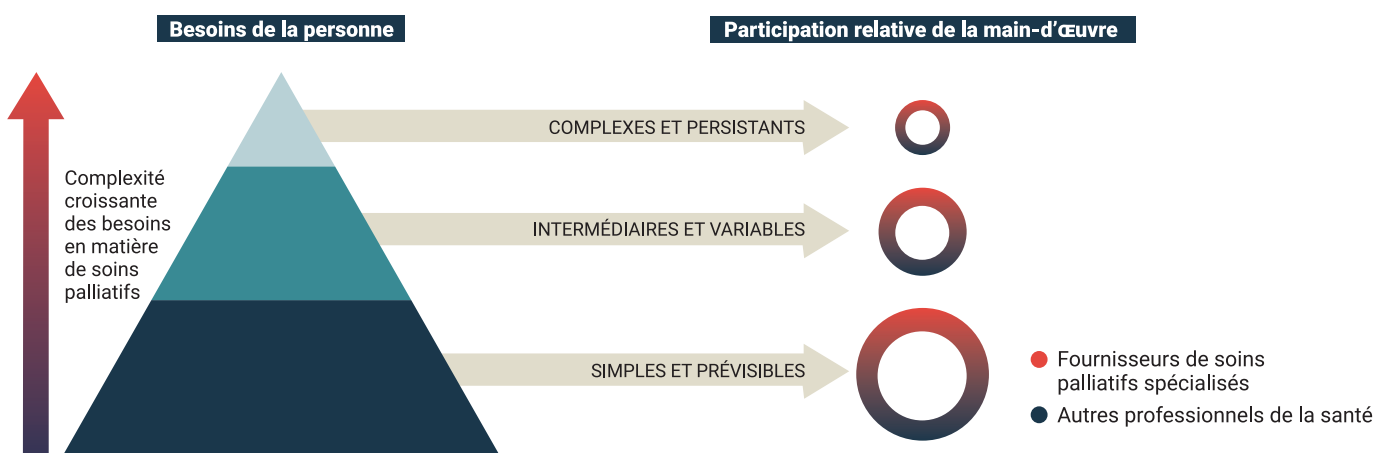 Besoins de la personne
Participation relative de la main-d’Œuvre
Complexité
croissante
des besoins
en matière
de soins
palliatifs
COMPLEXES ET PERSISTANTS
INTERMÉDIAIRES ET VARIABLES
SIMPLES ET PRÉVISIBLES
Fournisseurs de soins
palliatifs spécialisés
Autres professionnels de la santé